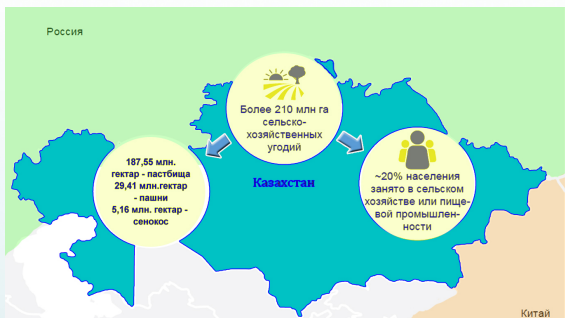 Россия
Более 210 млн га
сельско-
хозяйственных
угодий
187,55 млн.
гектар - пастбища
29,41 млн.гектар
- пашни
5,16 млн. гектар -
сенокос
Казахстан
~20% населения
занято в сельском
хозяйстве или пище-
вой промышлен-
ности
Китай